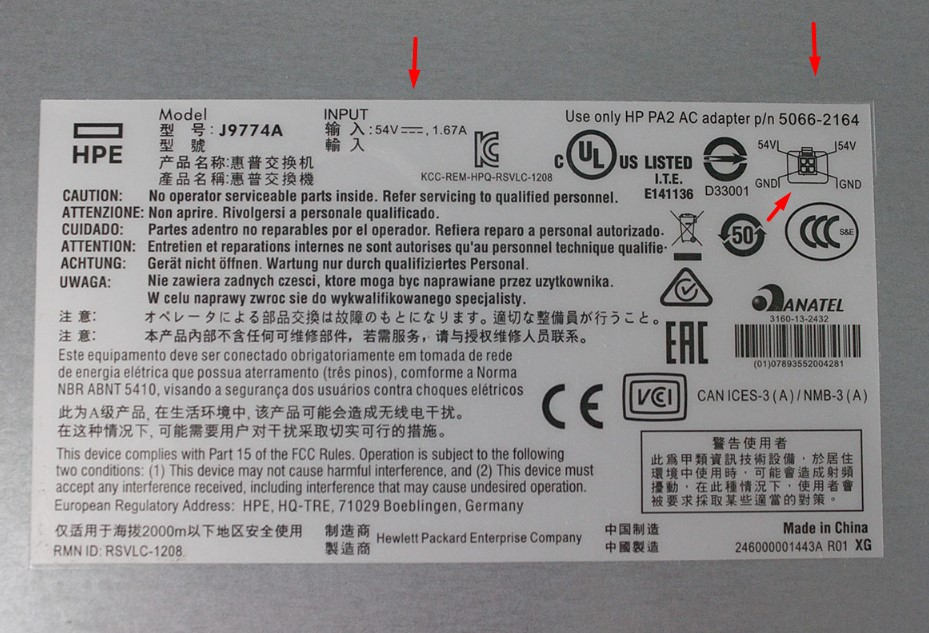 HPE
Model
型 号: J9774A
型 號
产品名称:惠普交换机
產品名稱:惠普交換機
INPUT
输 入:54V⎓, 1.67A
輸 入
KCC-REM-HPQ-RSVLC-1208
Use only HP PA2 AC adapter p/n 5066-2164
C UL US LISTED
I.T.E.
E141136
D33001
54V 54V
GND GND
50
CCC S&E
CAUTION: No operator serviceable parts inside. Refer servicing to qualified personnel.
ATTENZIONE: Non aprire. Rivolgersi a personale qualificado.
CUIDADO: Partes adentro no reparables por el operador. Refiera reparo a personal autorizado.
ATTENTION: Entretien et reparations internes ne sont autorises qu'au personnel technique qualifie.
ACHTUNG: Gerät nicht öffnen. Wartung nur durch qualifiziertes Personal.
UWAGA: Nie zawiera zadnych czesci, ktore moga byc naprawiane przez uzytkownika.
W celu naprawy zwroc sie do wykwalifikowanego specjalisty.
注 意: オペレータによる部品交換は故障のもとになります。適切な整備員が行うこと。
注 意: 本产品内部不含任何可维修部件, 若需服务, 请与授权维修人员联系。
ANATEL
3160-13-2432
(01)07893552004281
EAC
Este equipamento deve ser conectado obrigatoriamente em tomada de rede
de energia elétrica que possua aterramento (três pinos), comforme a Norma
NBR ABNT 5410, visando a segurança dos usuários contra choques elétricos
此为A级产品, 在生活环境中, 该产品可能会造成无线电干扰。
在这种情况下, 可能需要用户对干扰采取切实可行的措施。
CE
VCI
CAN ICES-3 (A) / NMB-3 (A)
This device complies with Part 15 of the FCC Rules. Operation is subject to the following
two conditions: (1) This device may not cause harmful interference, and (2) This device must
accept any interference received, including interference that may cause undesired operation.
European Regulatory Address: HPE, HQ-TRE, 71029 Boeblingen, Germany
警告使用者
此為甲類資訊技術設備, 於居住
環境中使用時, 可能會造成射頻
擾動, 在此種情況下, 使用者會
被要求採取某些適當的對策。
仅适用于海拔2000m以下地区安全使用
RMN ID: RSVLC-1208
制造商
製造商
Hewlett Packard Enterprise Company
中国制造
中國製造
Made in China
246000001443A R01 XG